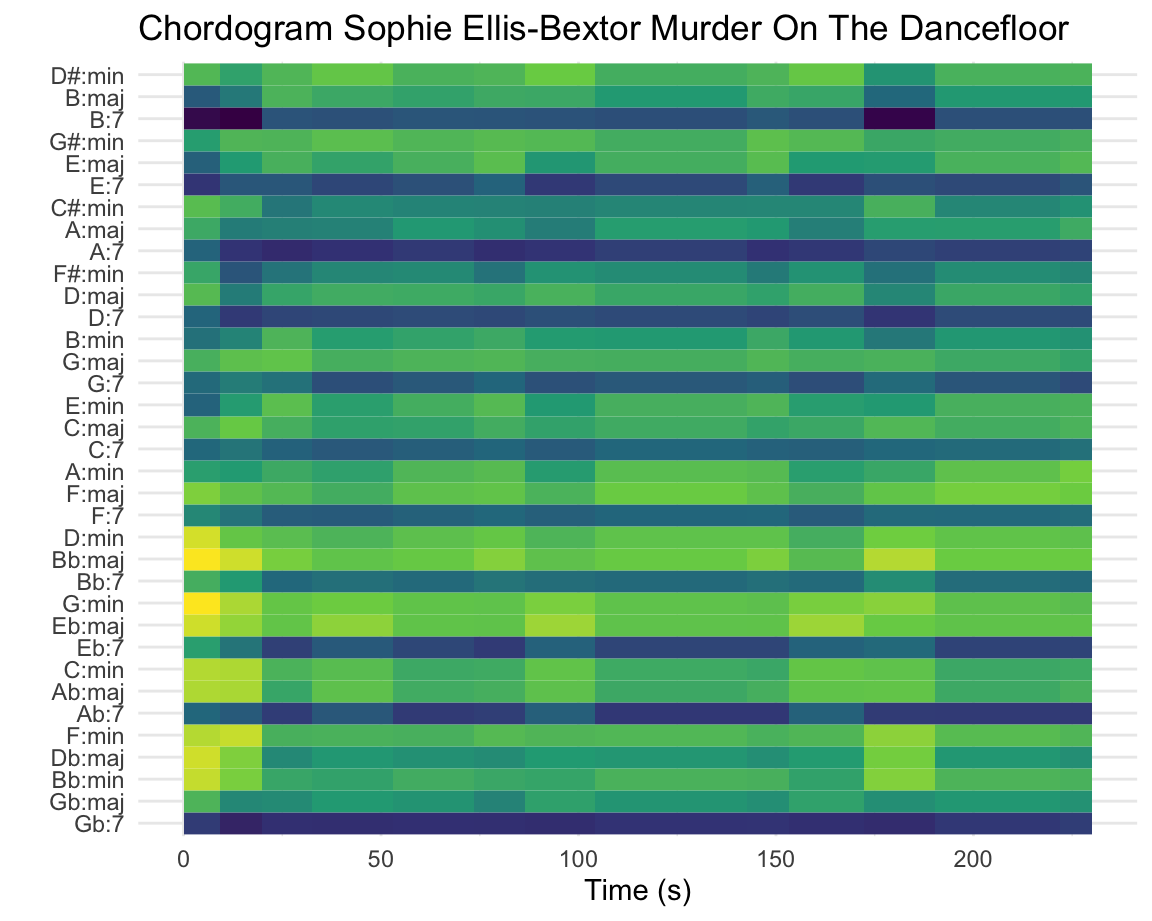 Chordogram Sophie Ellis-Bextor Murder On The Dancefloor
D#:min
B:maj
B:7
G#:min
E:maj
E:7
C#:min
A:maj
A:7
F#:min
D:maj
D:7
B:min
G:maj
G:7
E:min
C:maj
C:7
A:min
F:maj
F:7
D:min
Bb:maj
Bb:7
G:min
Eb:maj
Eb:7
C:min
Ab:maj
Ab:7
F:min
Db:maj
Bb:min
Gb:maj
Gb:7
0 50 100 150 200
Time (s)